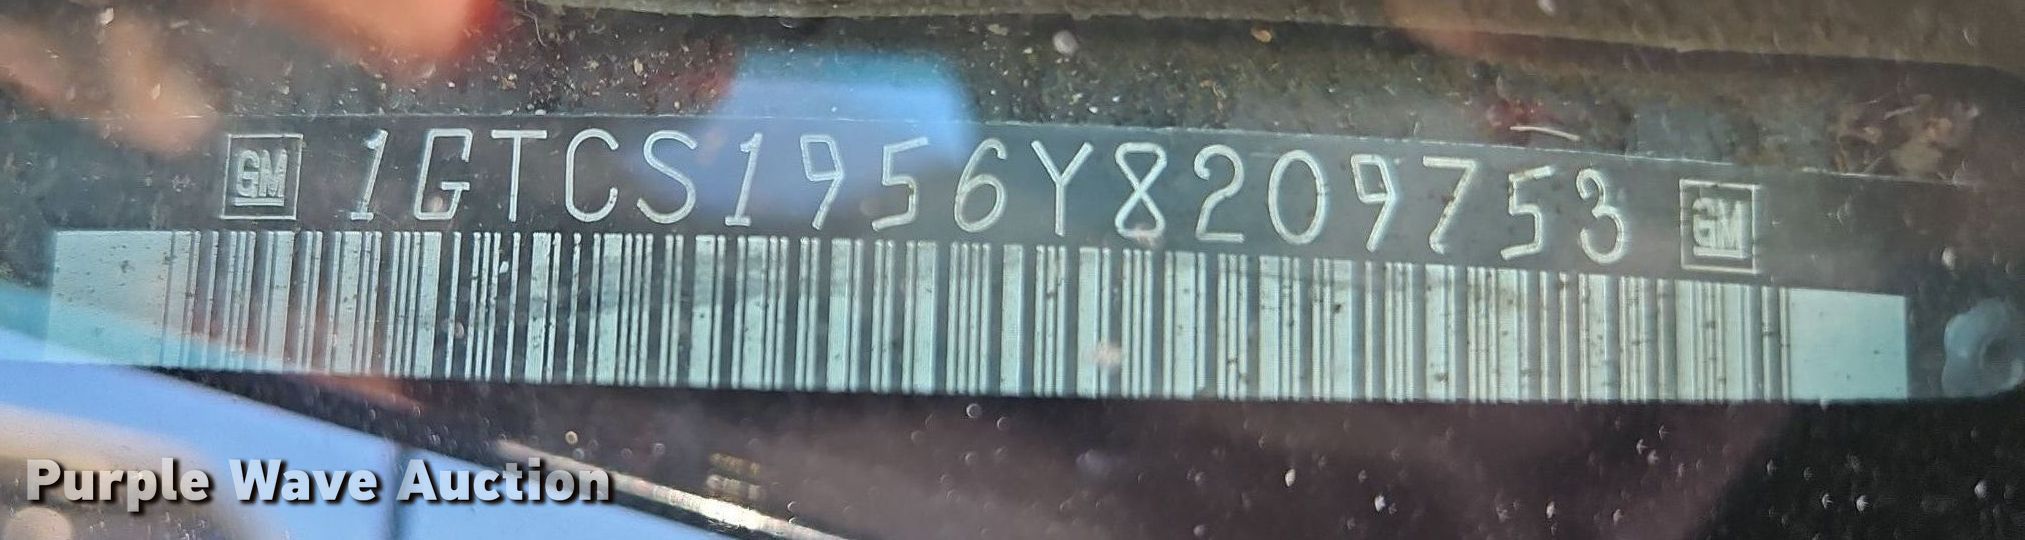 GM 1GTCS1956Y8209753 GM
Purple Wave Auction